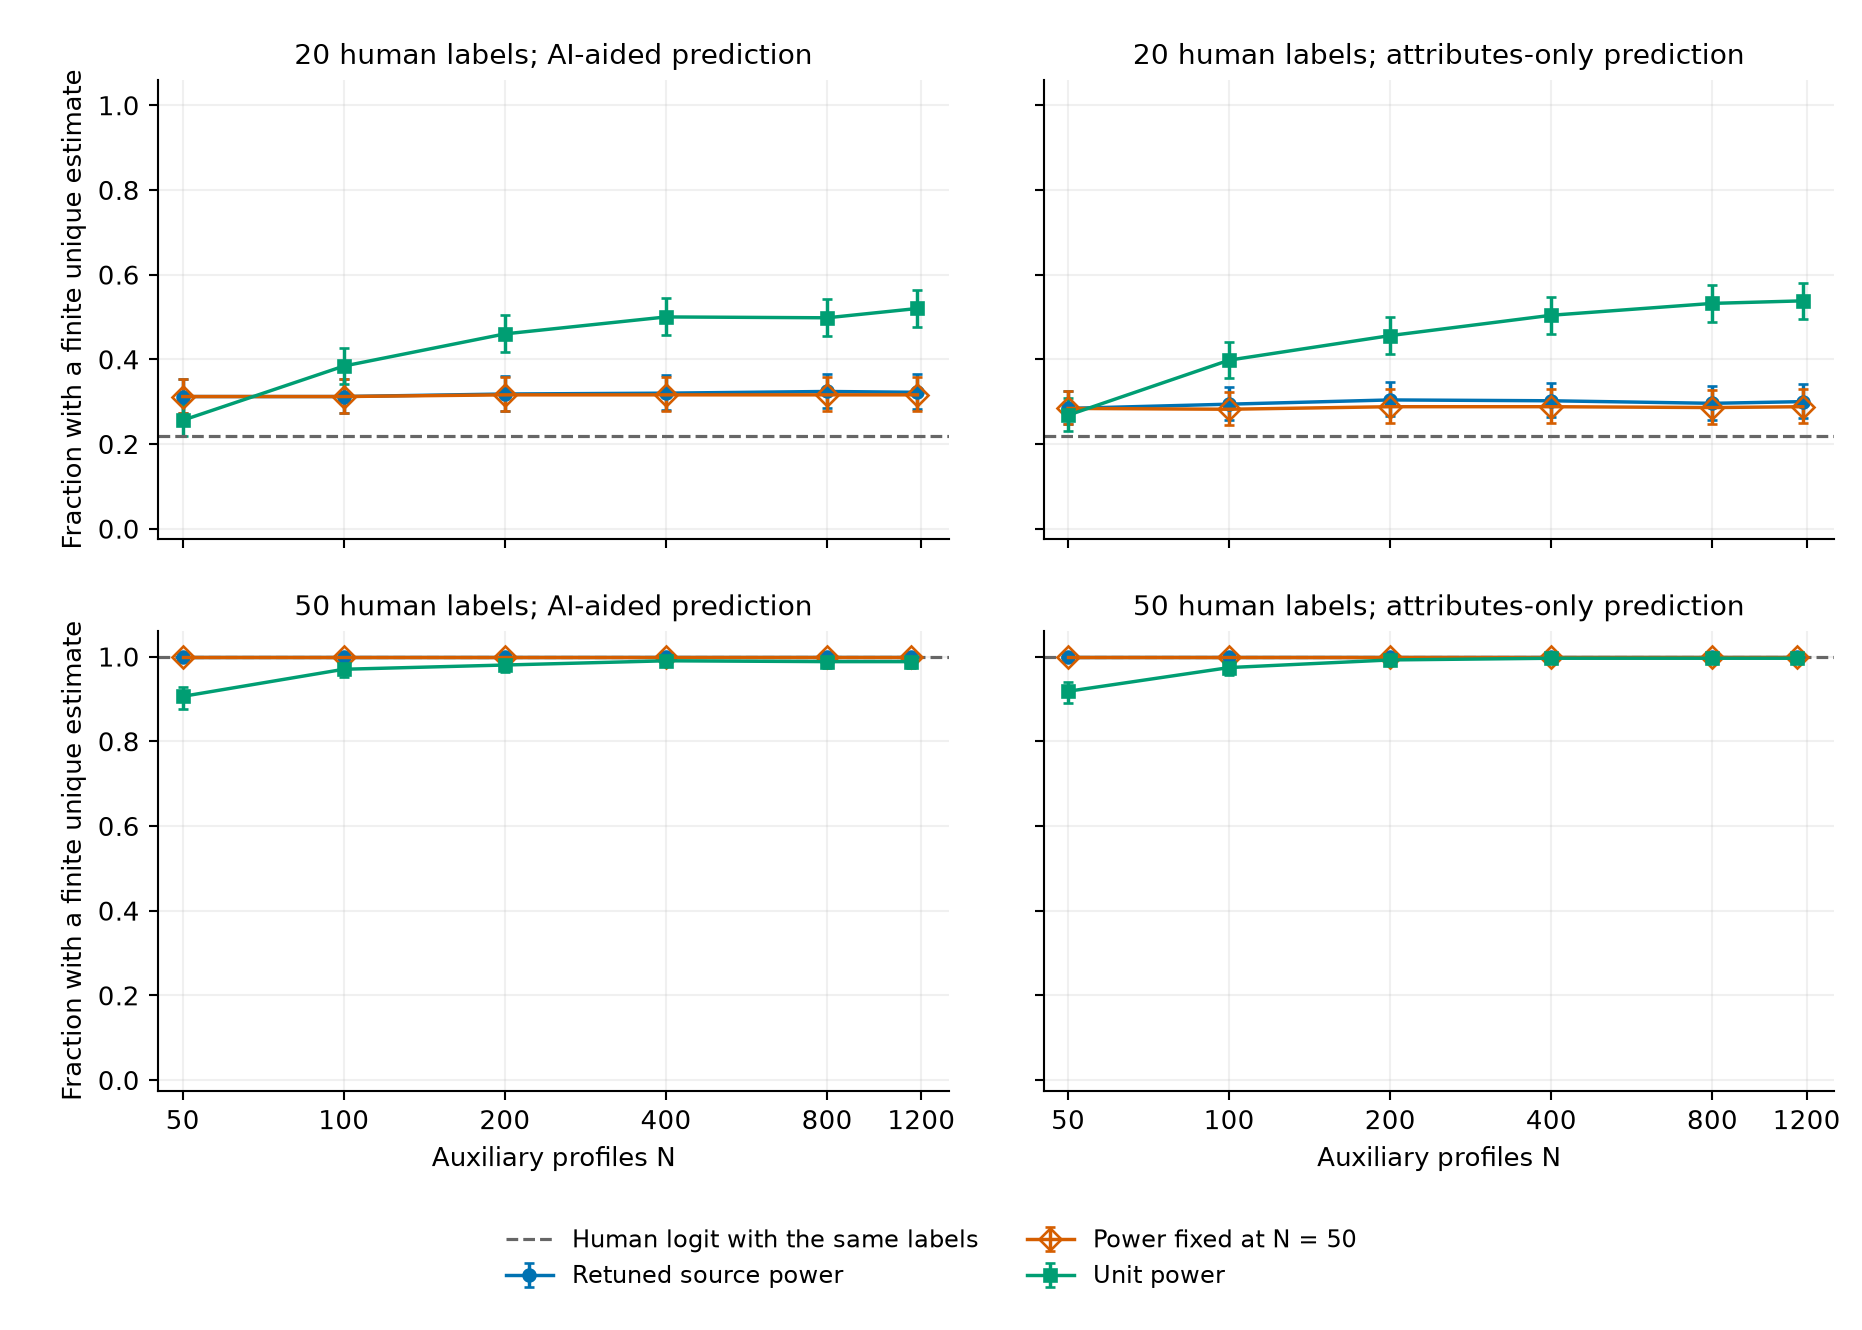 20 human labels; AI-aided prediction
20 human labels; attributes-only prediction
Fraction with a finite unique estimate
1.0
0.8
0.6
0.4
0.2
0.0
50 human labels; AI-aided prediction
50 human labels; attributes-only prediction
Fraction with a finite unique estimate
1.0
0.8
0.6
0.4
0.2
0.0
50 100 200 400 800 1200
50 100 200 400 800 1200
Auxiliary profiles N
Auxiliary profiles N
Human logit with the same labels
Retuned source power
Power fixed at N = 50
Unit power